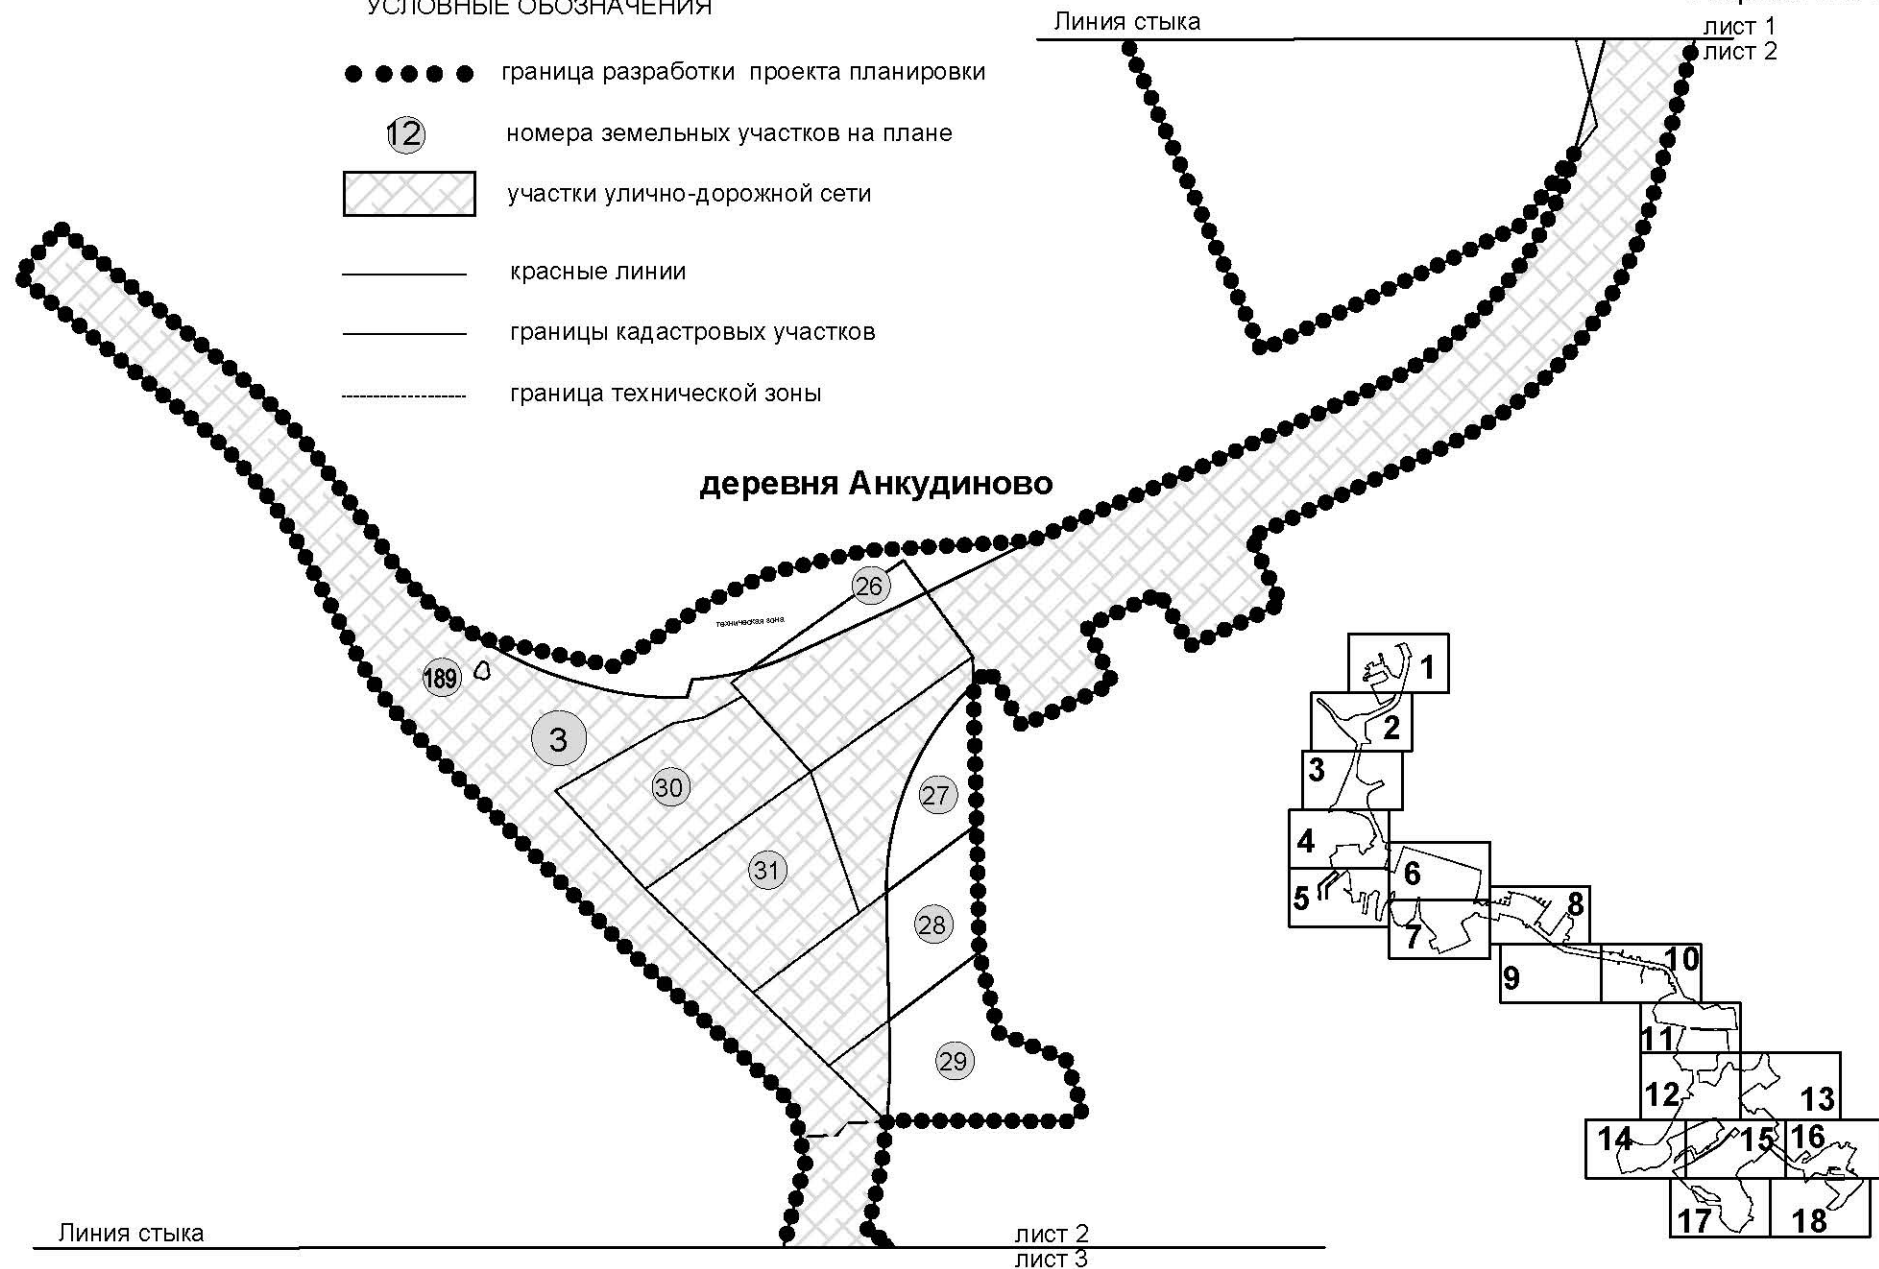 УСЛОВНЫЕ ОБОЗНАЧЕНИЯ
Линия стыка
лист 1
лист 2
граница разработки проекта планировки
12
номера земельных участков на плане
участки улично-дорожной сети
красные линии
границы кадастровых участков
граница технической зоны
деревня Анкудиново
26
техническая зона
189
3
30
27
31
28
29
1
2
3
4
5
6
7
8
9
10
11
12
13
14
15
16
17
18
Линия стыка
лист 2
лист 3